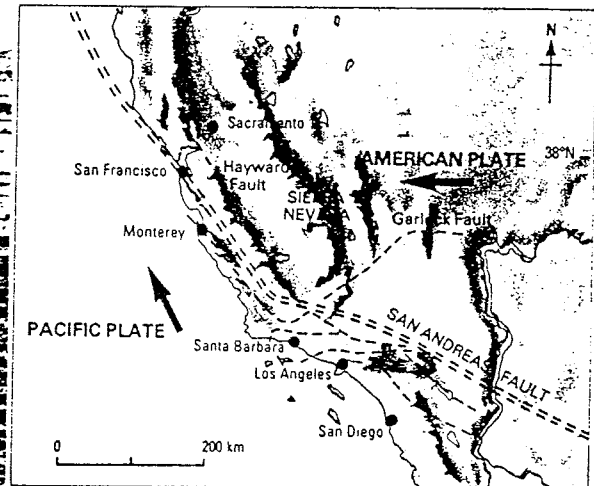 N
Sacramento
38°N
San Francisco
Hayward
Fault
AMERICAN PLATE
SIERRA
NEVADA
Garlock Fault
Monterey
PACIFIC PLATE
SAN ANDREAS FAULT
Santa Barbara
Los Angeles
San Diego
0 200 km